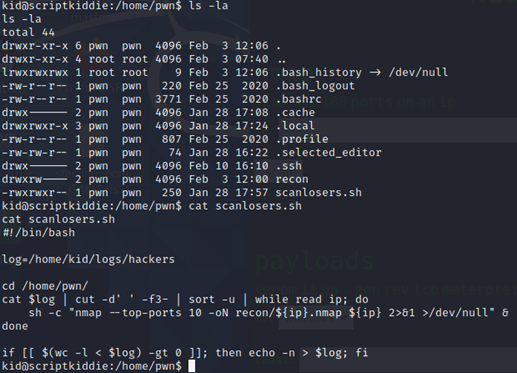 kid@scriptkiddie:/home/pwn$ ls -la
ls -la
total 44
drwxr-xr-x 6 pwn  pwn  4096 Feb  3 12:06 .
drwxr-xr-x 4 root root 4096 Feb  3 07:40 ..
lrwxrwxrwx 1 root root    9 Feb  3 12:06 .bash_history → /dev/null
-rw-r--r-- 1 pwn  pwn   220 Feb 25  2020 .bash_logout
-rw-r--r-- 1 pwn  pwn  3771 Feb 25  2020 .bashrc
drwx------ 2 pwn  pwn  4096 Jan 28 17:08 .cache
drwxrwxr-x 3 pwn  pwn  4096 Jan 28 17:24 .local
-rw-r--r-- 1 pwn  pwn   807 Feb 25  2020 .profile
-rw-rw-r-- 1 pwn  pwn    74 Jan 28 16:22 .selected_editor
drwx------ 2 pwn  pwn  4096 Feb 10 16:10 .ssh
drwxrw---- 2 pwn  pwn  4096 Feb  3 12:00 recon
-rwxrwxr-- 1 pwn  pwn   250 Jan 28 17:57 scanlosers.sh
kid@scriptkiddie:/home/pwn$ cat scanlosers.sh
cat scanlosers.sh
#!/bin/bash
log=/home/kid/logs/hackers
payloads
cd /home/pwn/
cat $log | cut -d' ' -f3- | sort -u | while read ip; do
    sh -c "nmap --top-ports 10 -oN recon/${ip}.nmap ${ip} 2>&1 >/dev/null" &
done
if [[ $(wc -l < $log) -gt 0 ]]; then echo -n > $log; fi
kid@scriptkiddie:/home/pwn$